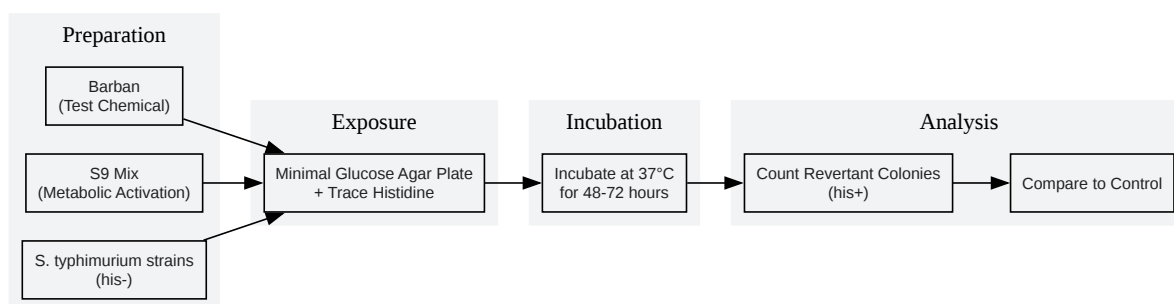 Preparation
Barban
(Test Chemical)
S9 Mix
(Metabolic Activation)
S. typhimurium strains
(his-)
Exposure
Minimal Glucose Agar Plate
+ Trace Histidine
Incubation
Incubate at 37°C
for 48-72 hours
Analysis
Count Revertant Colonies
(his+)
Compare to Control